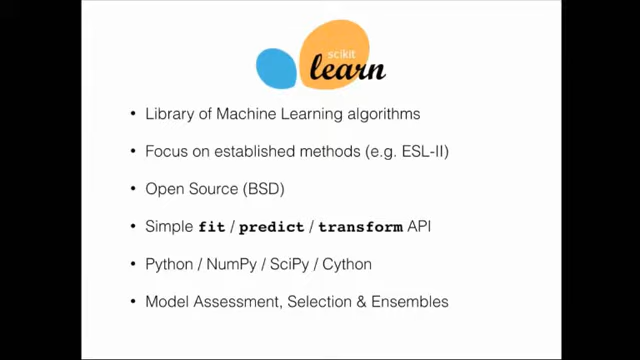 scikit
learn
• Library of Machine Learning algorithms
• Focus on established methods (e.g. ESL-II)
• Open Source (BSD)
• Simple fit / predict / transform API
• Python / NumPy / SciPy / Cython
• Model Assessment, Selection & Ensembles